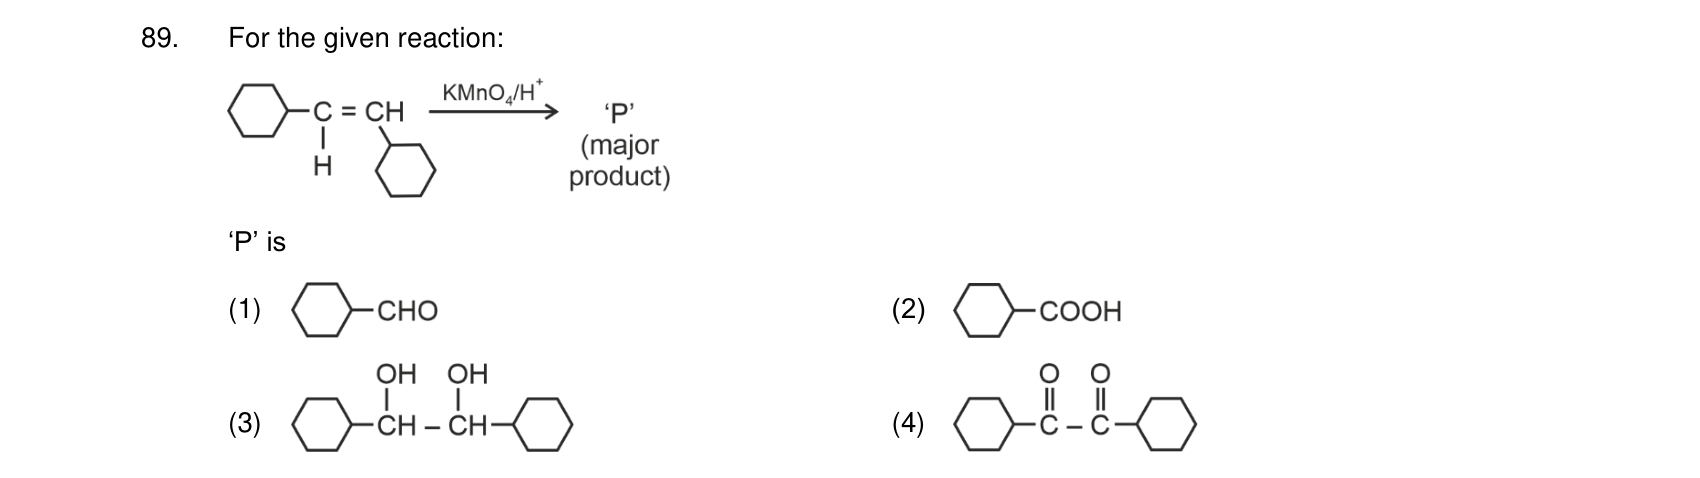 89. For the given reaction:
C = CH KMnO₄/H⁺ ‘P’
H (major
product)
‘P’ is
(1) CHO (2) COOH
OH OH O O
(3) CH – CH (4) C – C